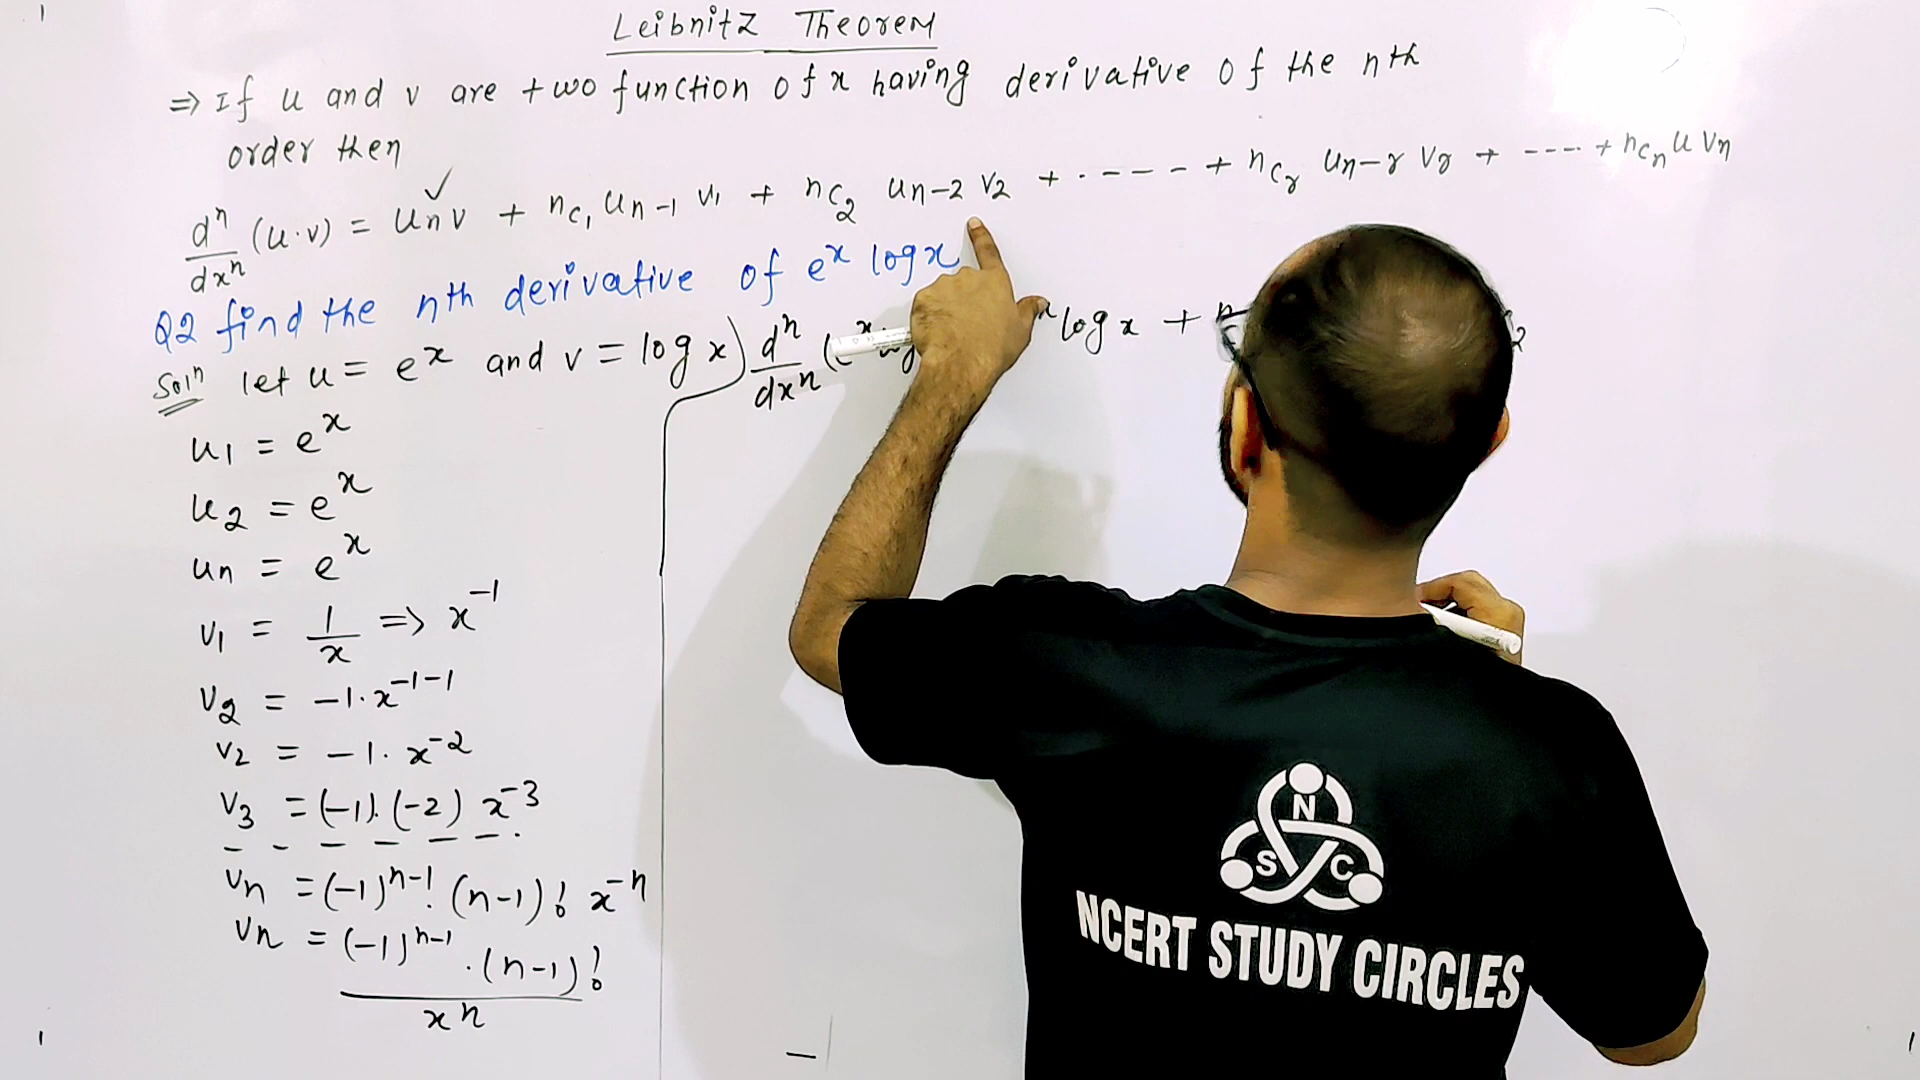 Leibnitz Theorem
⇒ If u and v are two function of x having derivative of the nth
order then
dⁿ/dxⁿ (u·v) = uₙv + nc₁ uₙ₋₁ v₁ + nc₂ uₙ₋₂ v₂ + ·---- + ncᵣ uₙ₋ᵣ vᵣ + ---- + ncₙ u vₙ
Q2 find the nth derivative of eˣ log x
Solⁿ let u = eˣ and v = log x) dⁿ/dxⁿ (eˣ log x +
u₁ = eˣ
u₂ = eˣ
uₙ = eˣ
v₁ = 1/x ⇒ x⁻¹
v₂ = -1·x⁻¹⁻¹
v₂ = -1· x⁻²
v₃ = (-1)·(-2) x⁻³
- - - - - - ·
vₙ = (-1)ⁿ⁻¹ (n-1)! x⁻ⁿ
vₙ = (-1)ⁿ⁻¹ ·(n-1)! / xⁿ
N
S C
NCERT STUDY CIRCLES